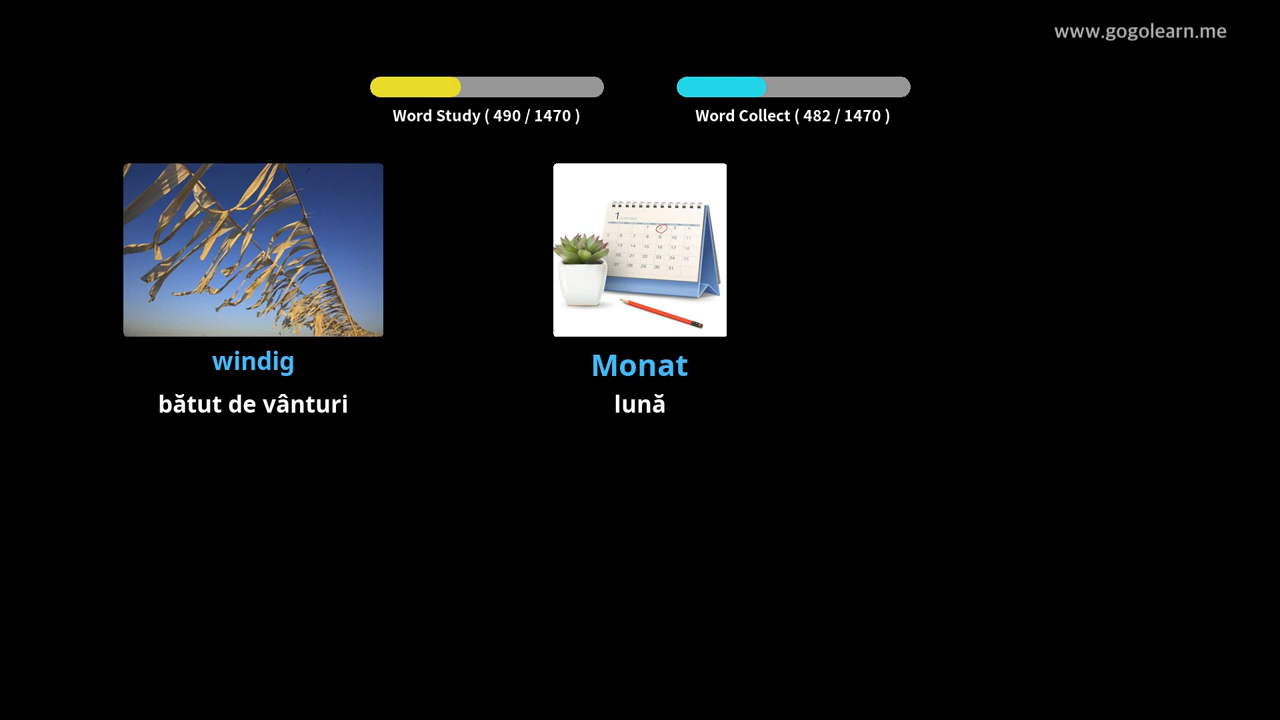 www.gogolearn.me
Word Study ( 490 / 1470 )
Word Collect ( 482 / 1470 )
windig
bătut de vânturi
Monat
lună